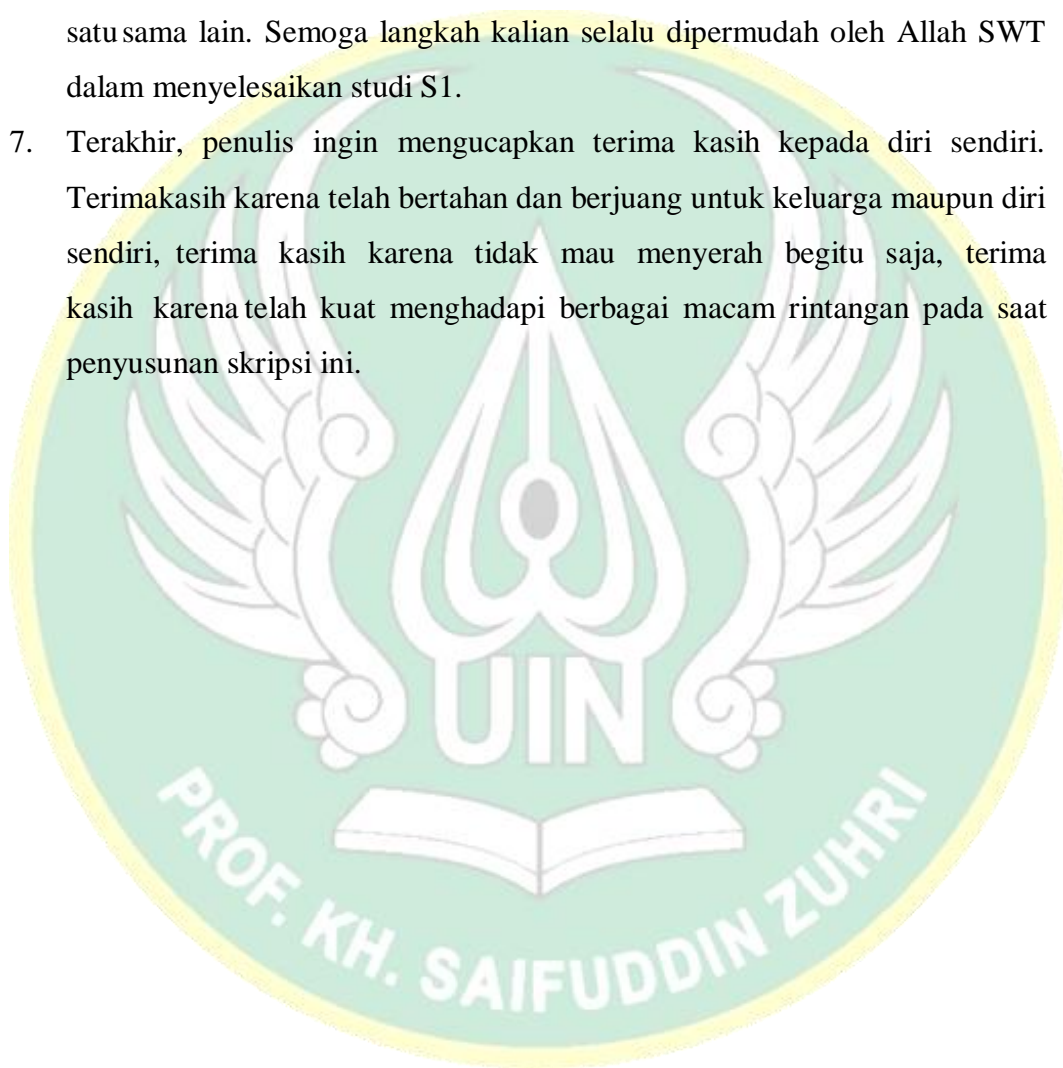 satu sama lain. Semoga langkah kalian selalu dipermudah oleh Allah SWT
dalam menyelesaikan studi S1.
7. Terakhir, penulis ingin mengucapkan terima kasih kepada diri sendiri.
Terimakasih karena telah bertahan dan berjuang untuk keluarga maupun diri
sendiri, terima kasih karena tidak mau menyerah begitu saja, terima
kasih karena telah kuat menghadapi berbagai macam rintangan pada saat
penyusunan skripsi ini.
UIN
PROF. KH. SAIFUDDIN ZUHRI